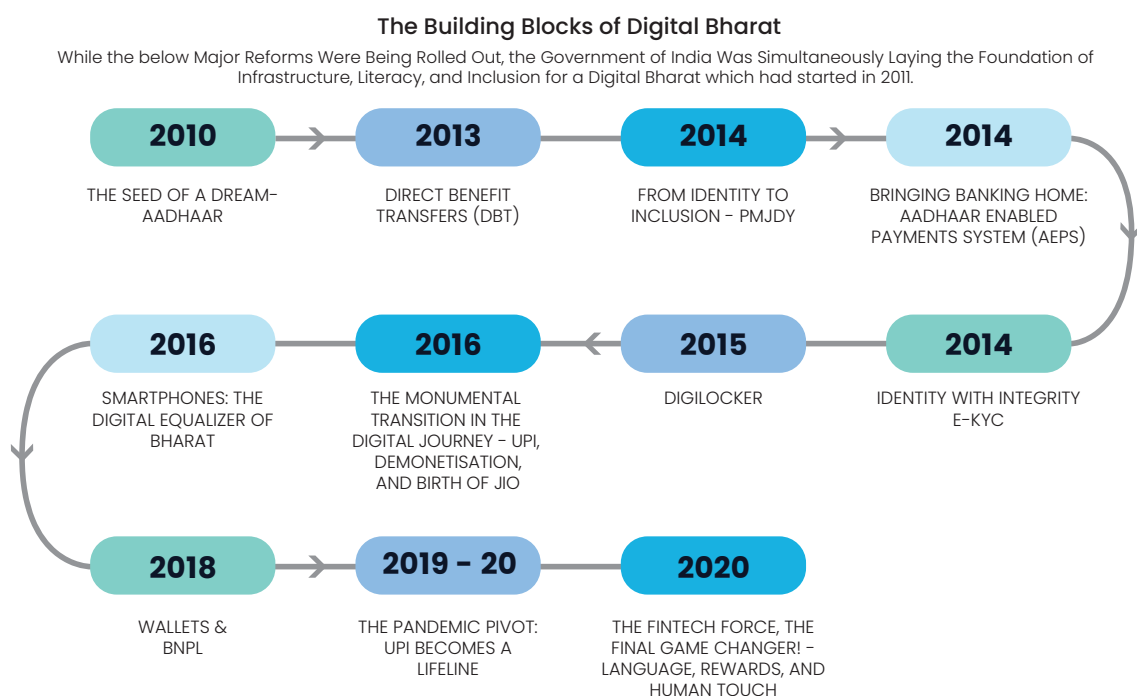 The Building Blocks of Digital Bharat
While the below Major Reforms Were Being Rolled Out, the Government of India Was Simultaneously Laying the Foundation of
Infrastructure, Literacy, and Inclusion for a Digital Bharat which had started in 2011.
2010
THE SEED OF A DREAM-
AADHAAR
2013
DIRECT BENEFIT
TRANSFERS (DBT)
2014
FROM IDENTITY TO
INCLUSION - PMJDY
2014
BRINGING BANKING HOME:
AADHAAR ENABLED
PAYMENTS SYSTEM (AEPS)
2014
IDENTITY WITH INTEGRITY
E-KYC
2015
DIGILOCKER
2016
THE MONUMENTAL
TRANSITION IN THE
DIGITAL JOURNEY - UPI,
DEMONETISATION,
AND BIRTH OF JIO
2016
SMARTPHONES: THE
DIGITAL EQUALIZER OF
BHARAT
2018
WALLETS &
BNPL
2019 - 20
THE PANDEMIC PIVOT:
UPI BECOMES A
LIFELINE
2020
THE FINTECH FORCE, THE
FINAL GAME CHANGER! -
LANGUAGE, REWARDS, AND
HUMAN TOUCH